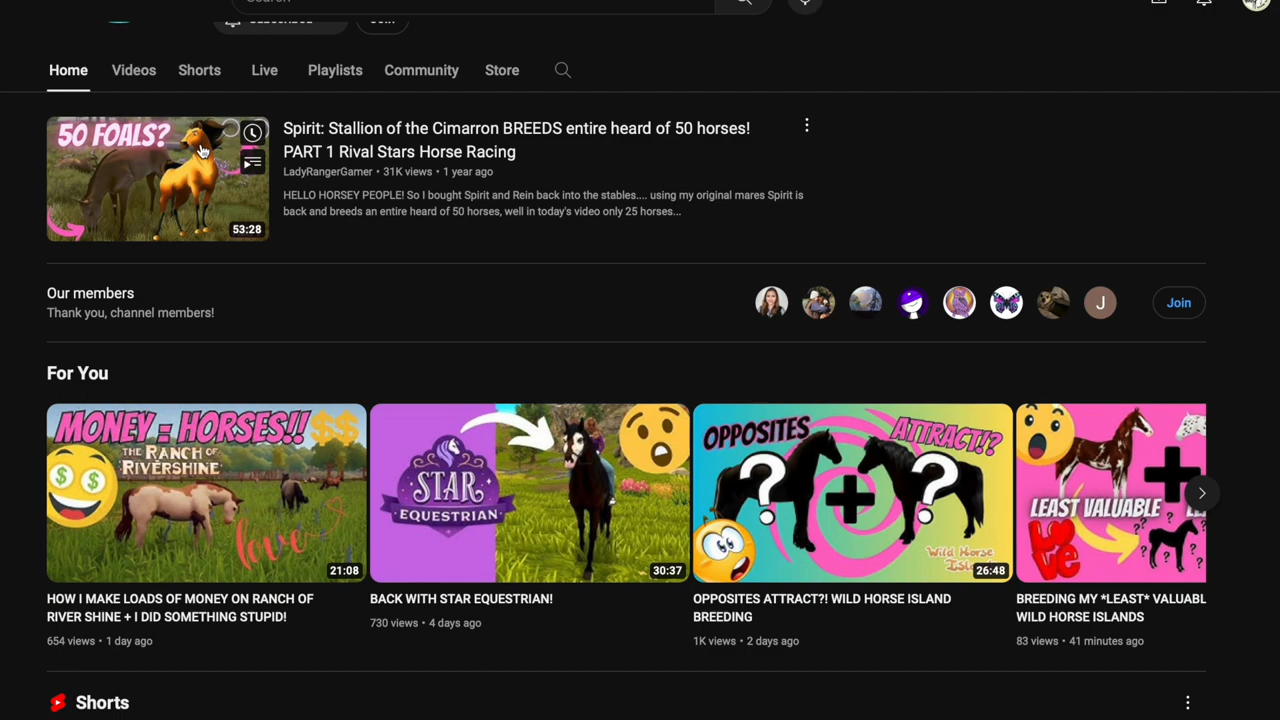 Search
Subscribed
Join
Home
Videos
Shorts
Live
Playlists
Community
Store
50 FOALS?
53:28
Spirit: Stallion of the Cimarron BREEDS entire heard of 50 horses!
PART 1 Rival Stars Horse Racing
LadyRangerGamer • 31K views • 1 year ago
HELLO HORSEY PEOPLE! So I bought Spirit and Rein back into the stables.... using my original mares Spirit is
back and breeds an entire heard of 50 horses, well in today's video only 25 horses...
Our members
Thank you, channel members!
J
Join
For You
MONEY = HORSES!! $$
THE RANCH OF
RIVERSHINE
love
21:08
HOW I MAKE LOADS OF MONEY ON RANCH OF
RIVER SHINE + I DID SOMETHING STUPID!
654 views • 1 day ago
STAR
EQUESTRIAN
30:37
BACK WITH STAR EQUESTRIAN!
730 views • 4 days ago
OPPOSITES
ATTRACT!?
? + ?
Wild Horse
26:48
OPPOSITES ATTRACT?! WILD HORSE ISLAND
BREEDING
1K views • 2 days ago
LEAST VALUABLE
BREEDING MY *LEAST* VALUABL
WILD HORSE ISLANDS
83 views • 41 minutes ago
Shorts